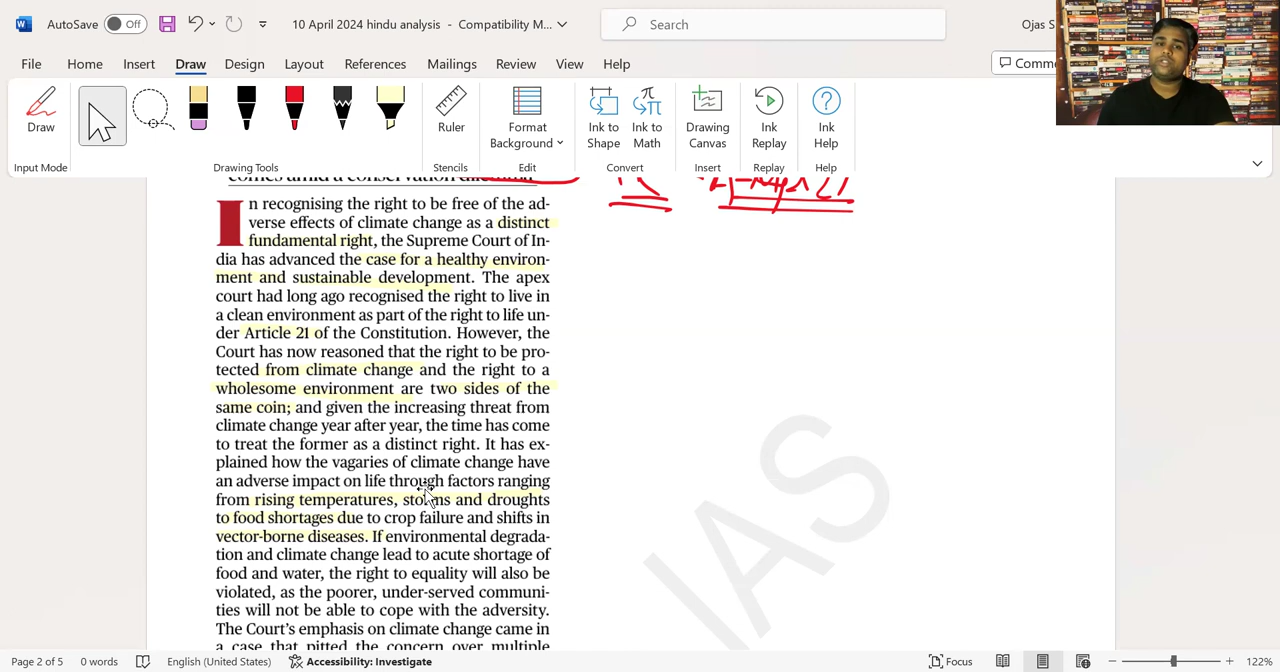 AutoSave Off 10 April 2024 hindu analysis - Compatibility M... Search Ojas S
File Home Insert Draw Design Layout References Mailings Review View Help Comme
Draw Ruler Format Background Ink to Shape Ink to Math Drawing Canvas Ink Replay Ink Help
Input Mode Drawing Tools Stencils Edit Convert Insert Replay Help
comes amid a conservation dilemma
In recognising the right to be free of the ad-
verse effects of climate change as a distinct
fundamental right, the Supreme Court of In-
dia has advanced the case for a healthy environ-
ment and sustainable development. The apex
court had long ago recognised the right to live in
a clean environment as part of the right to life un-
der Article 21 of the Constitution. However, the
Court has now reasoned that the right to be pro-
tected from climate change and the right to a
wholesome environment are two sides of the
same coin; and given the increasing threat from
climate change year after year, the time has come
to treat the former as a distinct right. It has ex-
plained how the vagaries of climate change have
an adverse impact on life through factors ranging
from rising temperatures, storms and droughts
to food shortages due to crop failure and shifts in
vector-borne diseases. If environmental degrada-
tion and climate change lead to acute shortage of
food and water, the right to equality will also be
violated, as the poorer, under-served communi-
ties will not be able to cope with the adversity.
The Court's emphasis on climate change came in
a case that pitted the concern over multiple
IAS
Page 2 of 5 0 words English (United States) Accessibility: Investigate Focus 122%